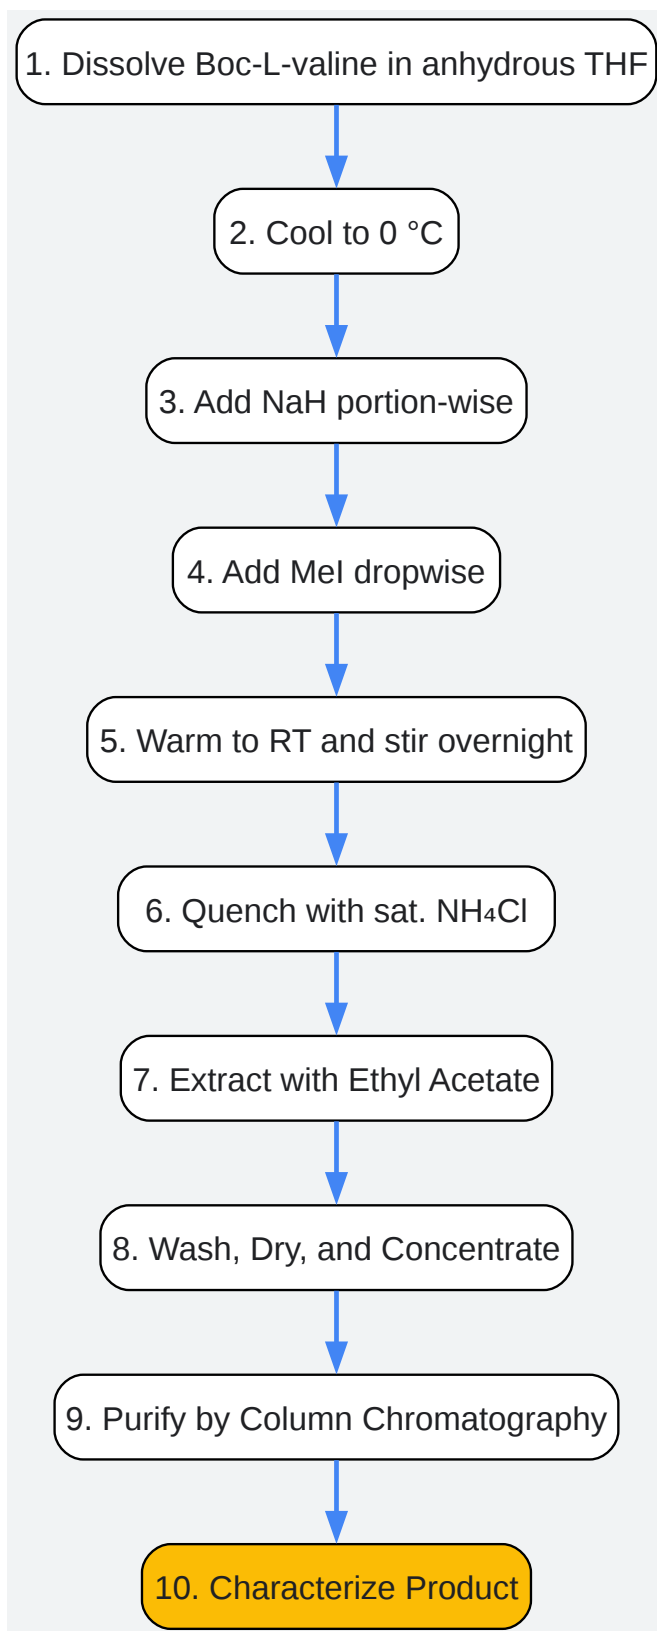 1. Dissolve Boc-L-valine in anhydrous THF
2. Cool to 0 °C
3. Add NaH portion-wise
4. Add MeI dropwise
5. Warm to RT and stir overnight
6. Quench with sat. NH₄Cl
7. Extract with Ethyl Acetate
8. Wash, Dry, and Concentrate
9. Purify by Column Chromatography
10. Characterize Product